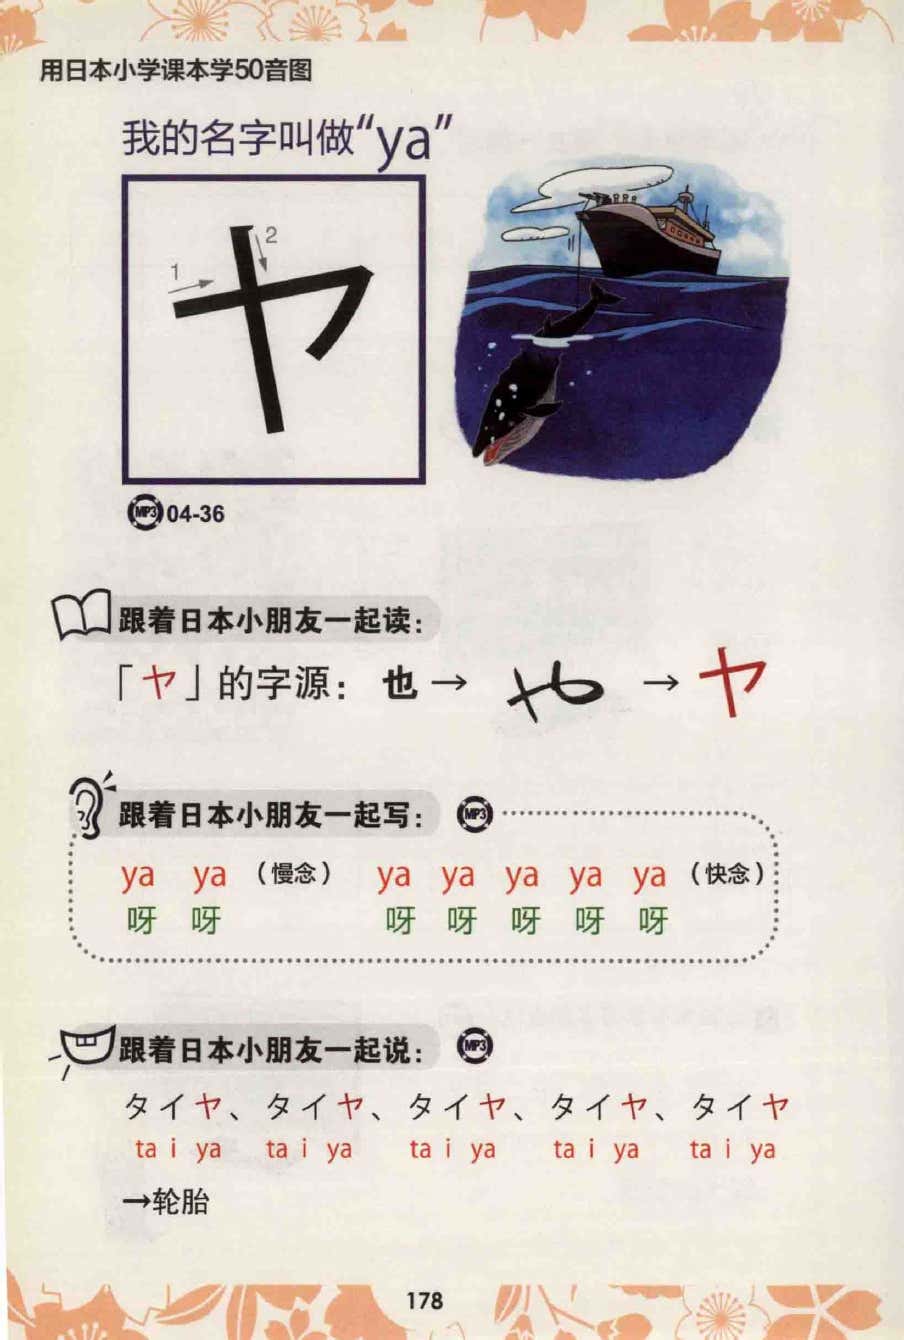 用日本小学课本学50音图
我的名字叫做“ya”
ヤ
1
2
MP3 04-36
跟着日本小朋友一起读：
「ヤ」的字源： 也 → や → ヤ
跟着日本小朋友一起写： MP3
ya ya （慢念） ya ya ya ya ya （快念）
呀 呀 呀 呀 呀 呀 呀
跟着日本小朋友一起说： MP3
タイヤ、タイヤ、タイヤ、タイヤ、タイヤ
ta i ya ta i ya ta i ya ta i ya ta i ya
→轮胎
178